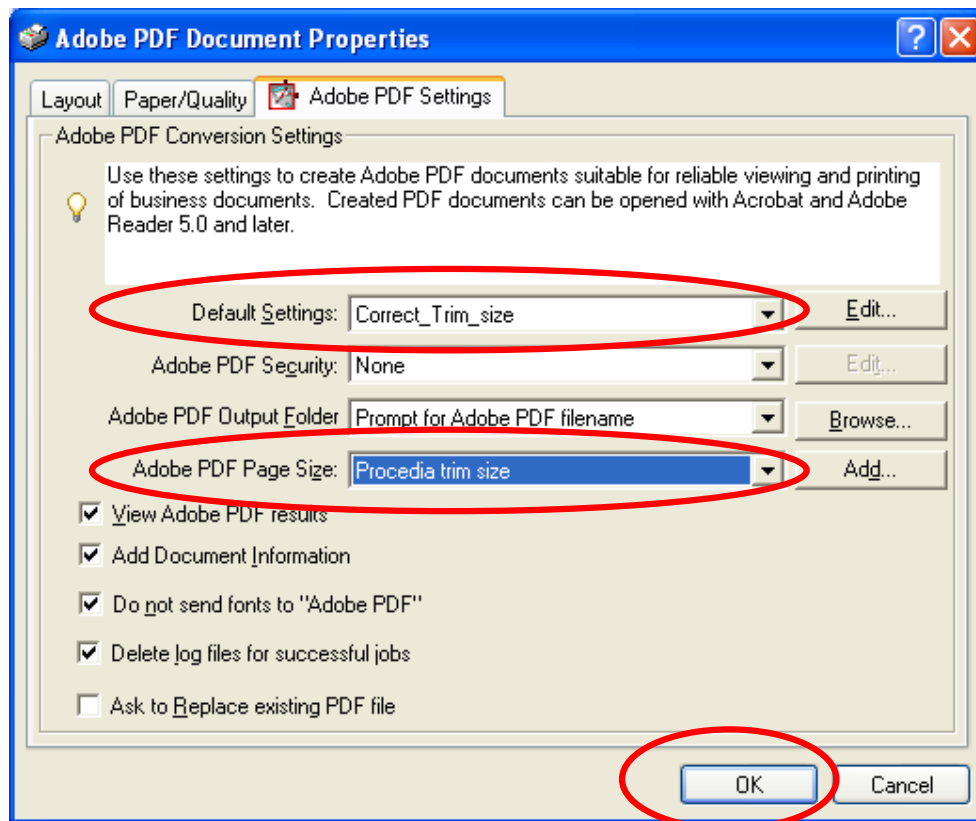 Adobe PDF Document Properties
Layout Paper/Quality Adobe PDF Settings
Adobe PDF Conversion Settings
Use these settings to create Adobe PDF documents suitable for reliable viewing and printing
of business documents. Created PDF documents can be opened with Acrobat and Adobe
Reader 5.0 and later.
Default Settings: Correct_Trim_size Edit...
Adobe PDF Security: None Edit...
Adobe PDF Output Folder Prompt for Adobe PDF filename Browse...
Adobe PDF Page Size: Procedia trim size Add...
View Adobe PDF results
Add Document Information
Do not send fonts to "Adobe PDF"
Delete log files for successful jobs
Ask to Replace existing PDF file
OK Cancel